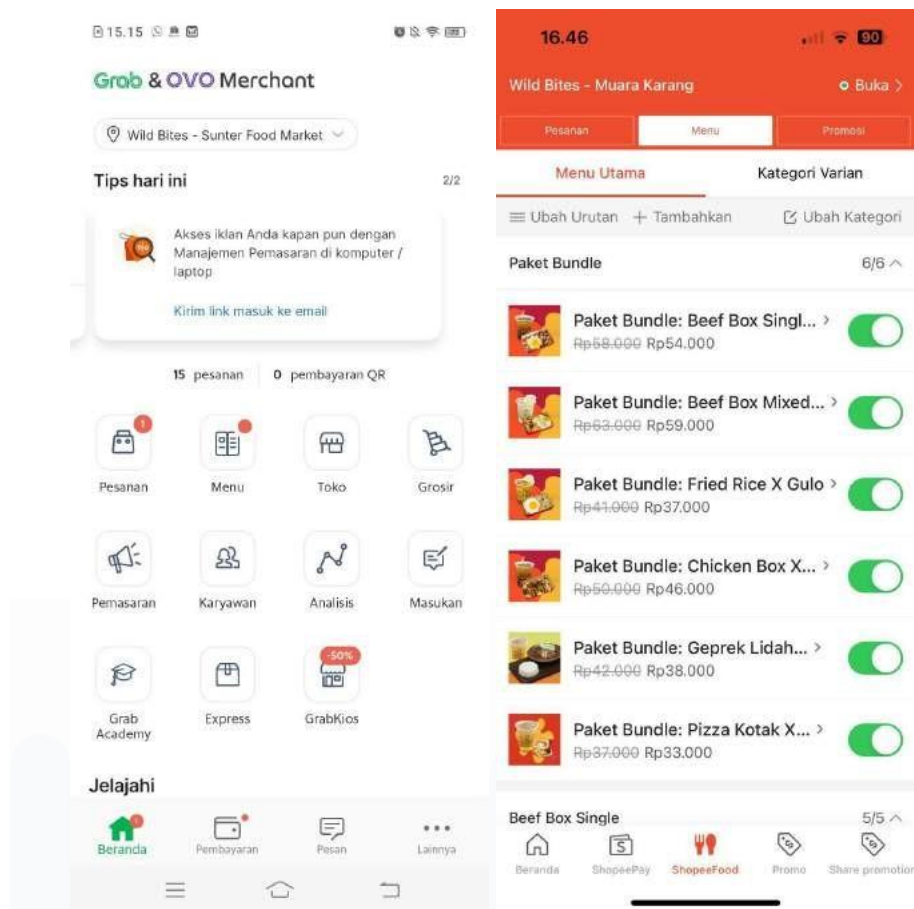 15.15
Grab & OVO Merchant
Wild Bites - Sunter Food Market
Tips hari ini
2/2
Akses iklan Anda kapan pun dengan
Manajemen Pemasaran di komputer /
laptop
Kirim link masuk ke email
15 pesanan
0 pembayaran QR
1
Pesanan
Menu
Toko
Grosir
Pemasaran
Karyawan
Analisis
Masukan
-50%
Grab
Academy
Express
GrabKios
Jelajahi
Beranda
Pembayaran
Pesan
Lainnya
16.46
90
Wild Bites - Muara Karang
Buka
Pesanan
Menu
Promosi
Menu Utama
Kategori Varian
Ubah Urutan
+ Tambahkan
Ubah Kategori
Paket Bundle
6/6
Paket Bundle: Beef Box Singl...
Rp58.000 Rp54.000
Paket Bundle: Beef Box Mixed...
Rp63.000 Rp59.000
Paket Bundle: Fried Rice X Gulo
Rp41.000 Rp37.000
Paket Bundle: Chicken Box X...
Rp50.000 Rp46.000
Paket Bundle: Geprek Lidah...
Rp42.000 Rp38.000
Paket Bundle: Pizza Kotak X...
Rp37.000 Rp33.000
Beef Box Single
5/5
Beranda
ShopeePay
ShopeeFood
Promo
Share promotion